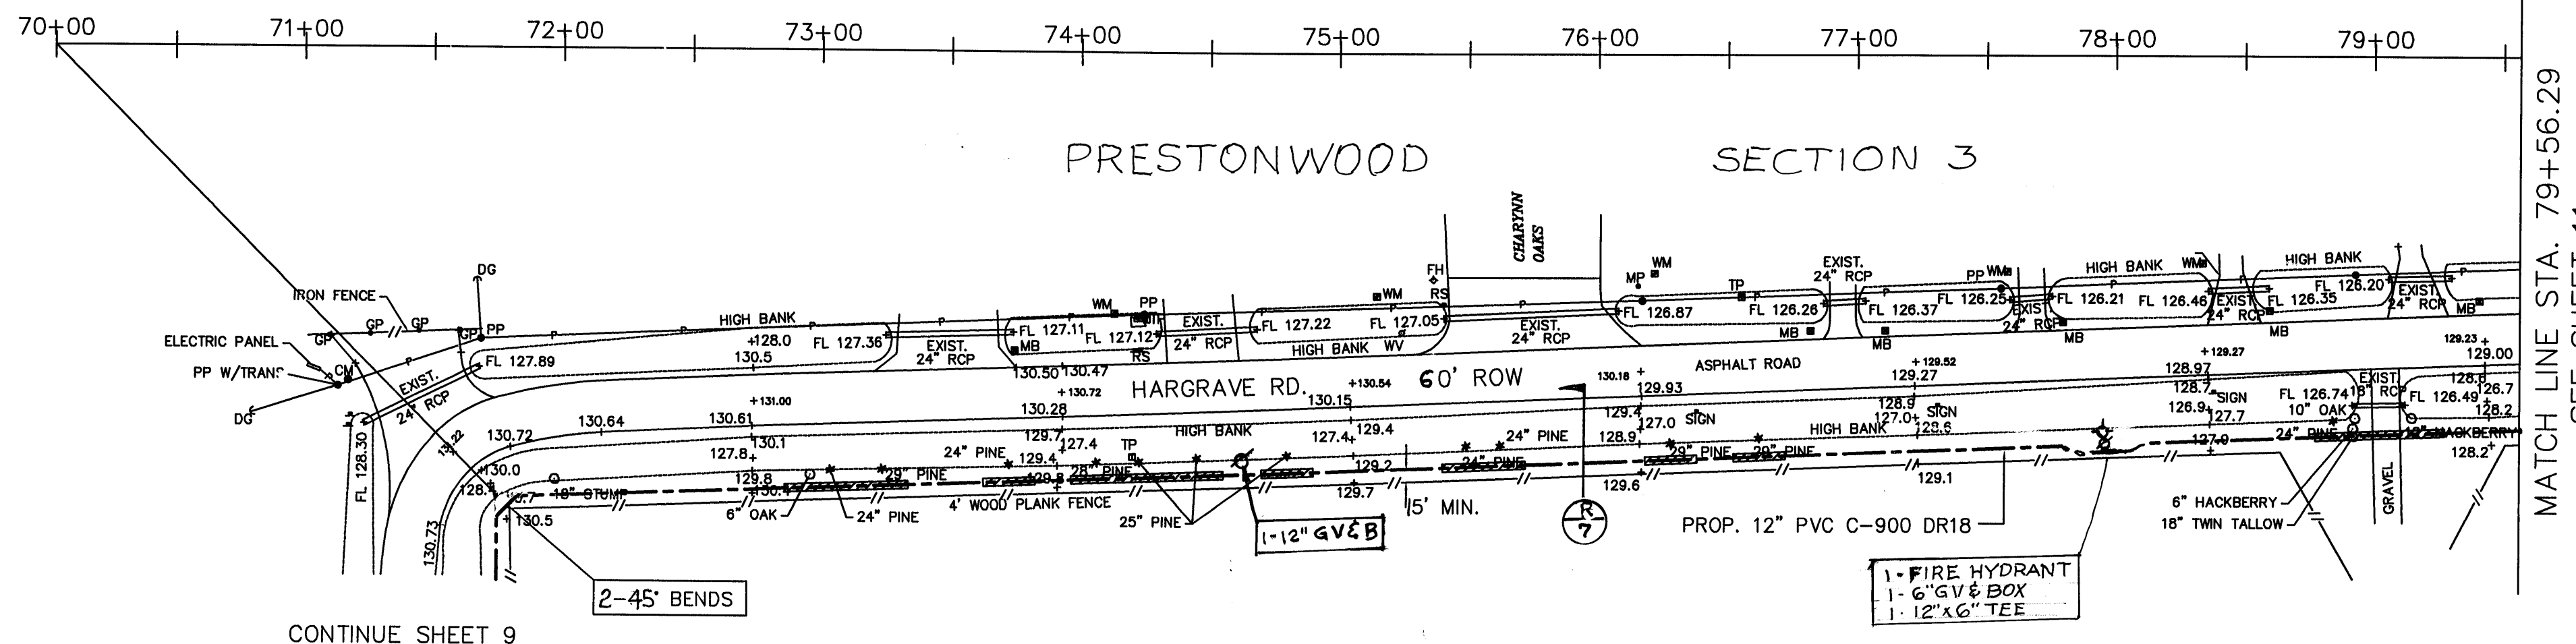 70+00 71+00 72+00 73+00 74+00 75+00 76+00 77+00 78+00 79+00
MATCH LINE STA. 79+56.29
PRESTONWOOD SECTION 3
CHARYNN
OAKS
DG
IRON FENCE
GP GP
GP
GP PP
ELECTRIC PANEL
PP W/TRANS
CM
DG
EXIST.
24" RCP
FL 127.89
FL 128.30
HIGH BANK
+128.0
130.5
FL 127.36
EXIST.
24" RCP
WM PP
FL 127.11
MB
FL 127.12
RS
130.50 130.47
EXIST.
24" RCP
FL 127.22
HIGH BANK WV
FL 127.05
WM
FH
RS
EXIST.
24" RCP
MP WM
FL 126.87
TP
FL 126.26
MB
EXIST.
24" RCP
FL 126.37
MB
PP WM
FL 126.25
EXIST
24" RCP
HIGH BANK
FL 126.21
MB
WM
FL 126.46
EXIST
24" RCP
HIGH BANK
FL 126.35
FL 126.20
MB
EXIST.
24" RCP
MB
HARGRAVE RD. 60' ROW
ASPHALT ROAD
+131.00
+130.72
+130.54
130.18
+129.52
+129.27
129.23 +
129.00
130.64
130.61
130.28
130.15
129.93
129.27
128.97
128.6
130.72
131.22
130.1
129.7
129.4
129.4
128.9
128.7
126.7
127.8
127.4
127.4
127.0
127.0
126.9
127.7
128.2
HIGH BANK
SIGN
SIGN
SIGN
HIGH BANK
128.6
FL 126.74
EXIST
18" RCP
FL 126.49
10" OAK
130.0
128.4
18" STUMP
130.5
130.73
129.8
29" PINE
24" PINE
129.4
TP
28" PINE
129.2
24" PINE
24" PINE
128.9
29" PINE
20" PINE
127.9
24" PINE
HACKBERRY
128.2
6" OAK
24" PINE
4' WOOD PLANK FENCE
25" PINE
129.7
129.6
129.1
5' MIN.
R
7
PROP. 12" PVC C-900 DR18
6" HACKBERRY
18" TWIN TALLOW
GRAVEL
1-12" GV&B
2-45° BENDS
1-FIRE HYDRANT
1-6" GV & BOX
1-12"x6" TEE
CONTINUE SHEET 9